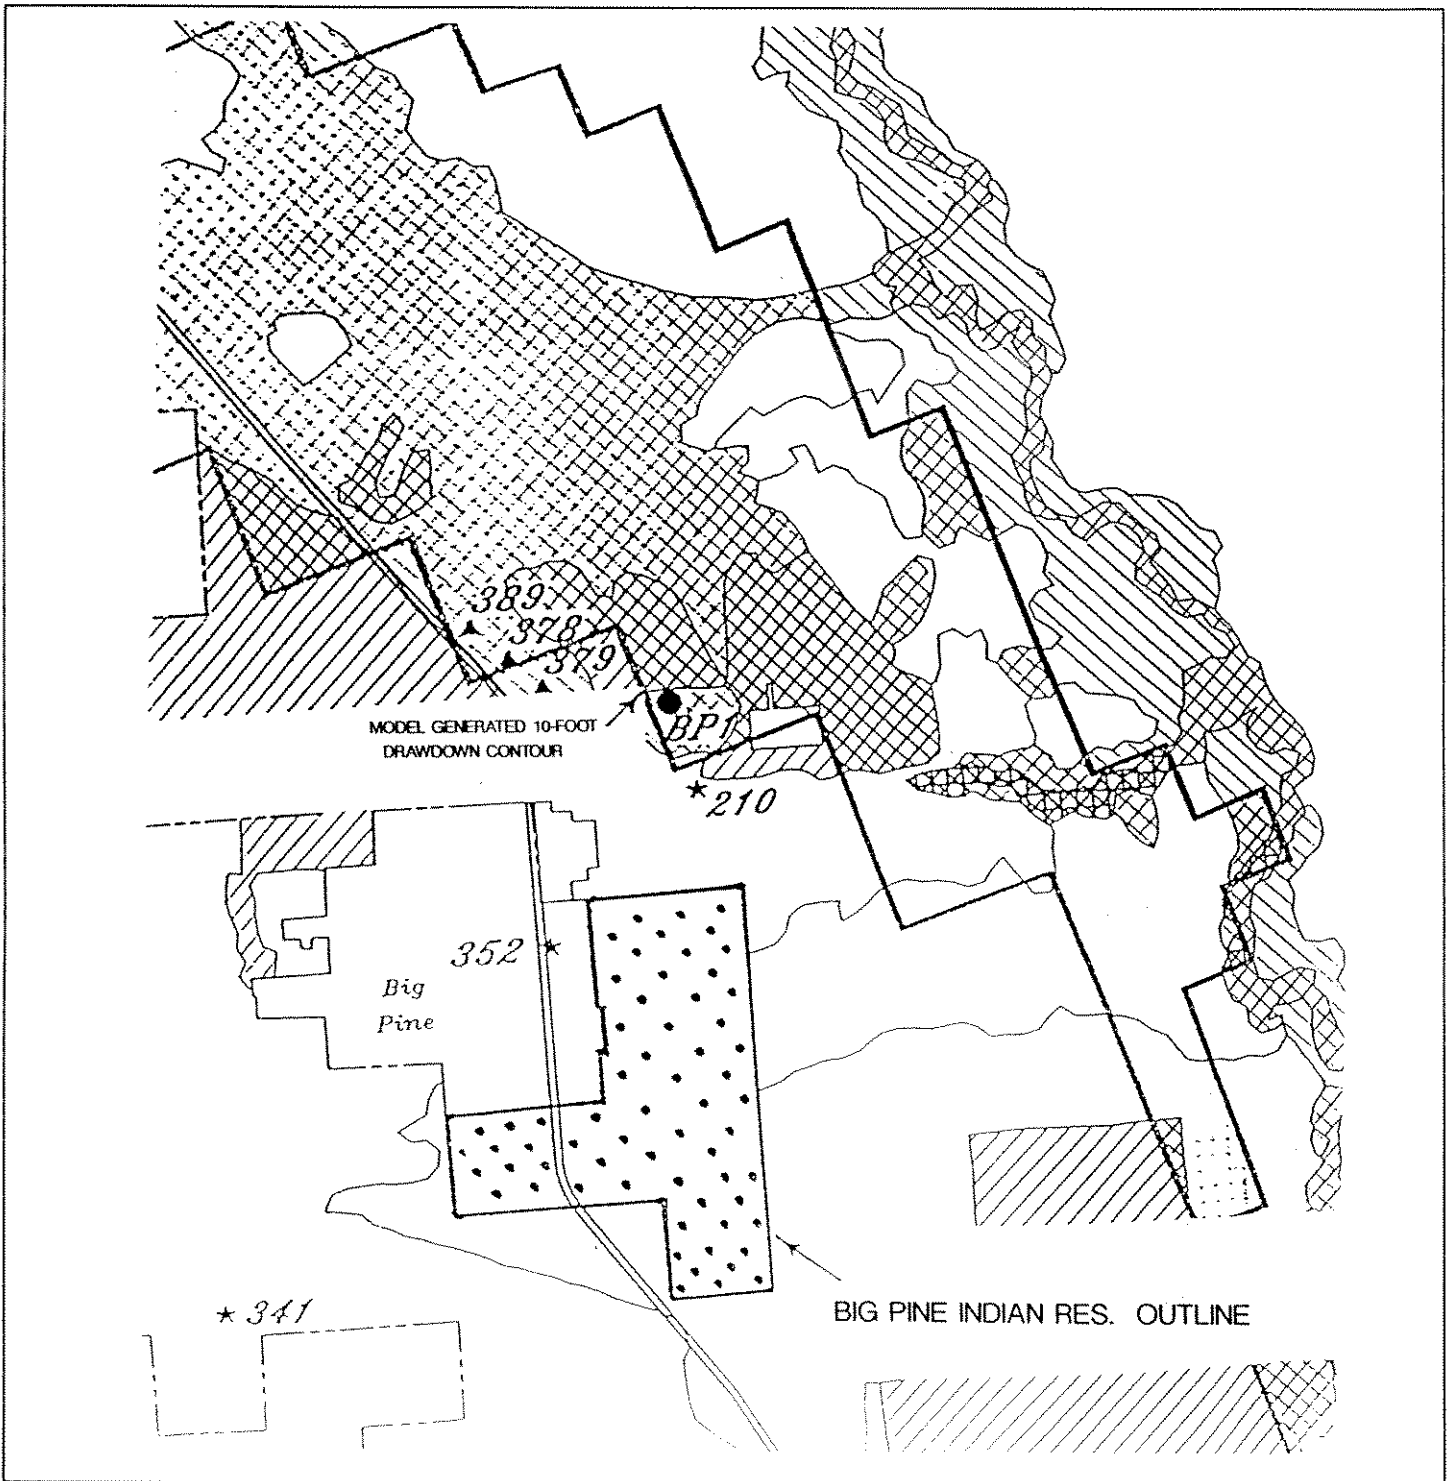 389
378
379
MODEL GENERATED 10-FOOT
DRAWDOWN CONTOUR
BP1
210
352
Big
Pine
BIG PINE INDIAN RES. OUTLINE
341